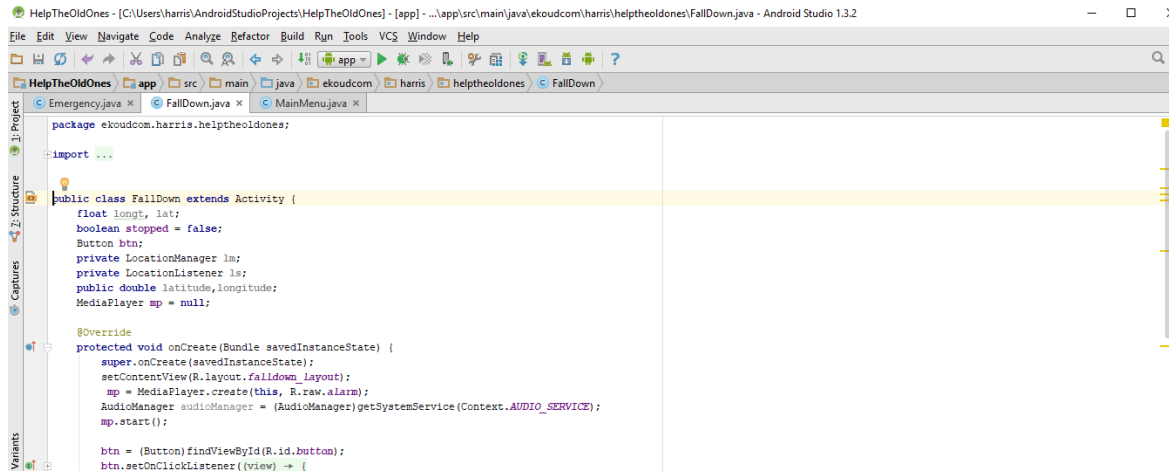 HelpTheOldOnes - [C:\Users\harris\AndroidStudioProjects\HelpTheOldOnes] - [app] - ...\app\src\main\java\ekoudcom\harris\helptheoldones\FallDown.java - Android Studio 1.3.2
File Edit View Navigate Code Analyze Refactor Build Run Tools VCS Window Help
app
HelpTheOldOnes app src main java ekoudcom harris helptheoldones FallDown
Emergency.java FallDown.java MainMenu.java
1: Project
7: Structure
Captures
Variants
package ekoudcom.harris.helptheoldones;
import ...
public class FallDown extends Activity {
float longt, lat;
boolean stopped = false;
Button btn;
private LocationManager lm;
private LocationListener ls;
public double latitude,longitude;
MediaPlayer mp = null;
@Override
protected void onCreate(Bundle savedInstanceState) {
super.onCreate(savedInstanceState);
setContentView(R.layout.falldown_layout);
mp = MediaPlayer.create(this, R.raw.alarm);
AudioManager audioManager = (AudioManager)getSystemService(Context.AUDIO_SERVICE);
mp.start();
btn = (Button)findViewById(R.id.button);
btn.setOnClickListener((view) → {